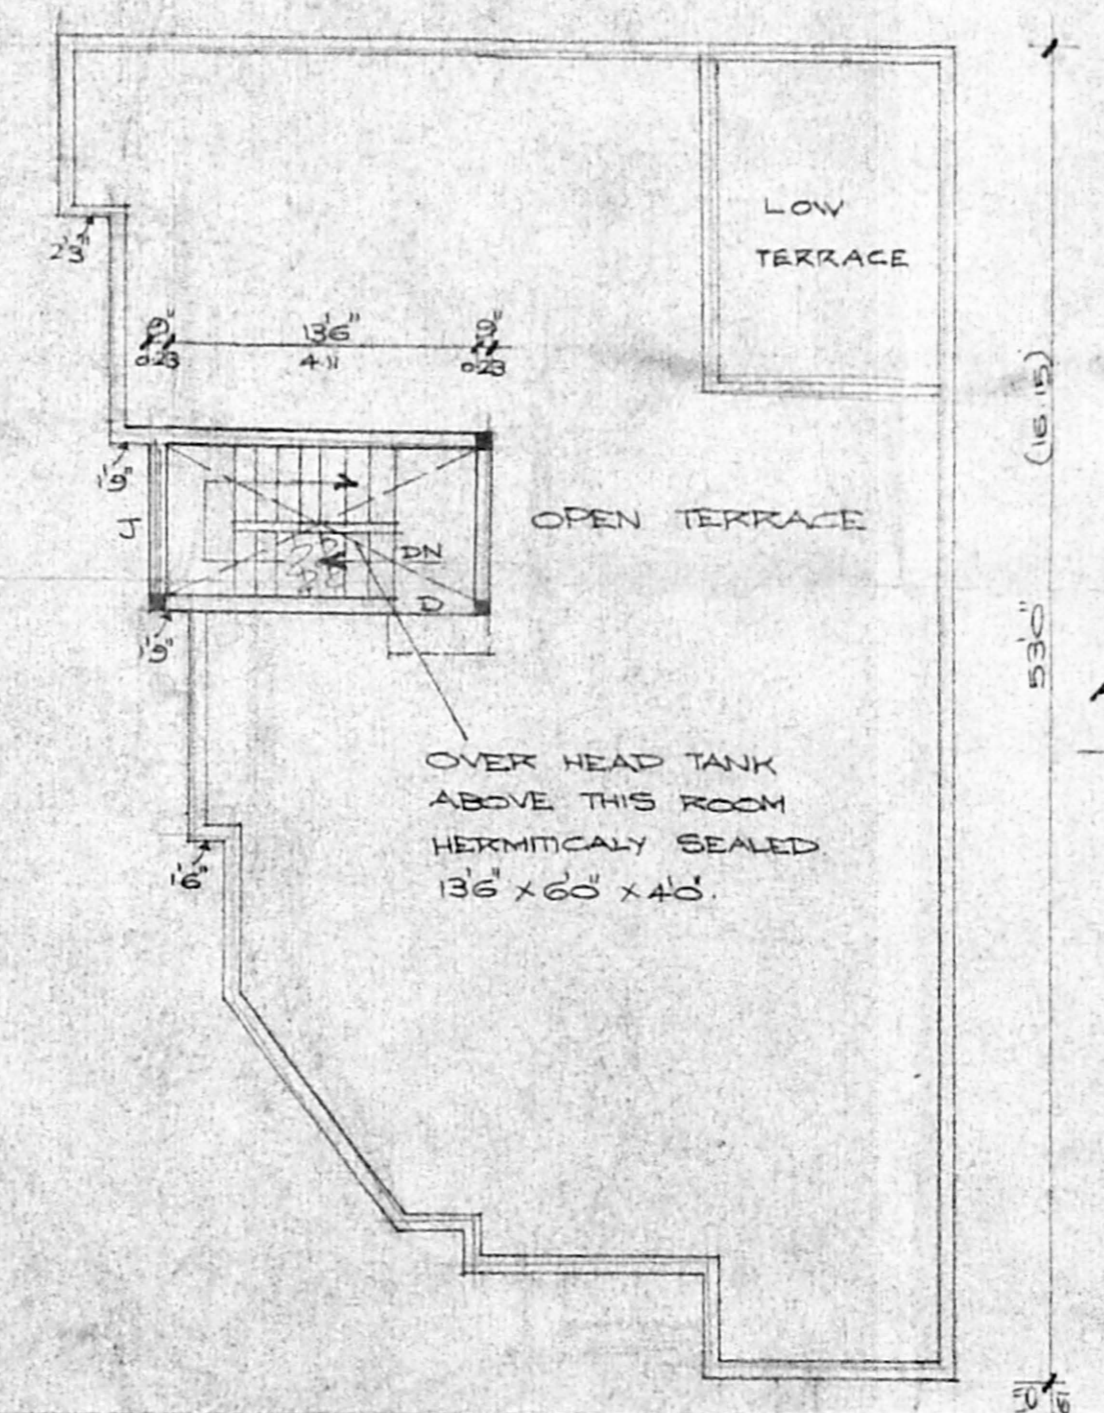 LOW
TERRACE
2'3"
9" 13'6" 9"
0.23 4.11 0.23
(16.15)
1'9"
J
OPEN TERRACE
DN
D
1'9"
53'0"
OVER HEAD TANK
ABOVE THIS ROOM
HERMITICALY SEALED.
1'6"
13'6" X 6'0" X 4'0".